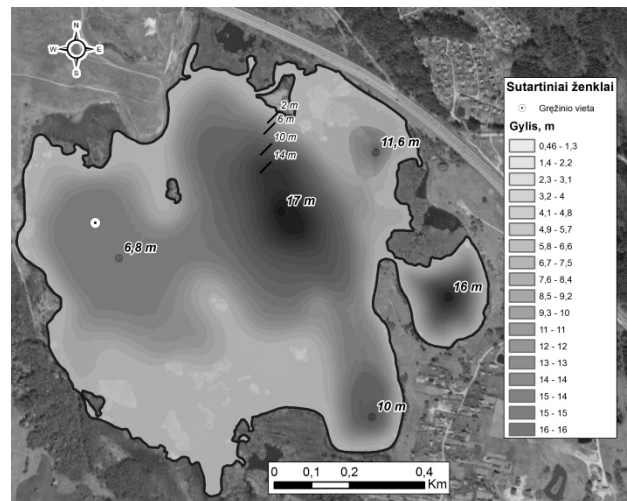 N
W E
S
2 m
6 m
10 m
14 m
11,6 m
17 m
6,8 m
16 m
10 m
Sutartiniai ženklai
Gręžinio vieta
Gylis, m
0,46 - 1,3
1,4 - 2,2
2,3 - 3,1
3,2 - 4
4,1 - 4,8
4,9 - 5,7
5,8 - 6,6
6,7 - 7,5
7,6 - 8,4
8,5 - 9,2
9,3 - 10
11 - 11
12 - 12
13 - 13
14 - 14
15 - 14
15 - 15
16 - 16
0 0,1 0,2 0,4
Km